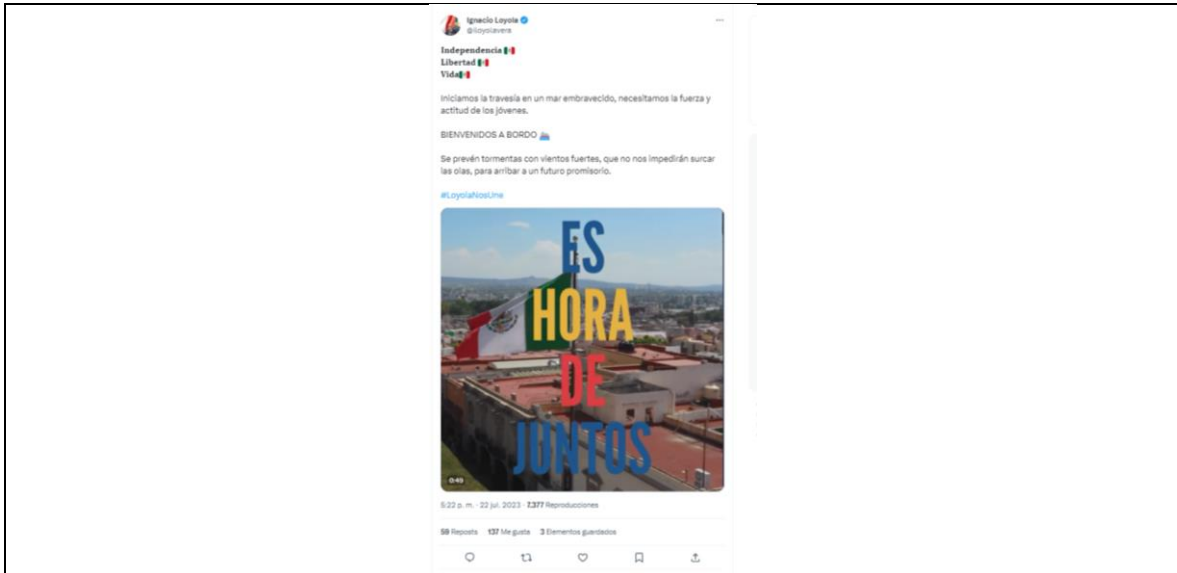 Ignacio Loyola
@iloyolavera
Independencia 🇲🇽
Libertad 🇲🇽
Vida🇲🇽
Iniciamos la travesía en un mar embravecido, necesitamos la fuerza y
actitud de los jóvenes.
BIENVENIDOS A BORDO 🚢
Se prevén tormentas con vientos fuertes, que no nos impedirán surcar
las olas, para arribar a un futuro promisorio.
#LoyolaNosUne
ES
HORA
DE
JUNTOS
0:49
5:22 p. m. · 22 jul. 2023 · 7,377 Reproducciones
59 Reposts 137 Me gusta 3 Elementos guardados